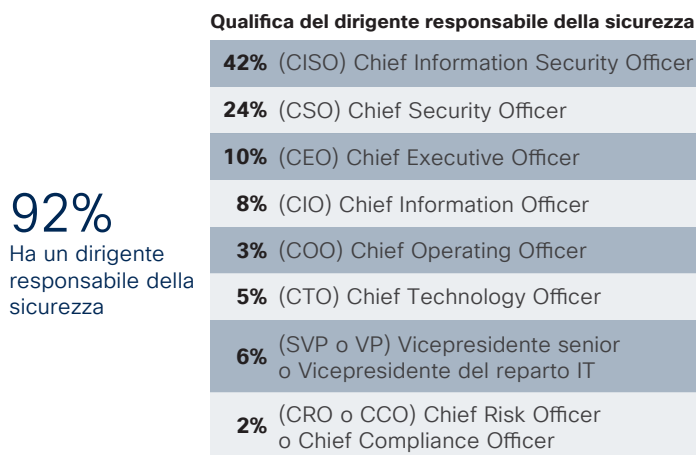 Qualifica del dirigente responsabile della sicurezza
42% (CISO) Chief Information Security Officer
24% (CSO) Chief Security Officer
10% (CEO) Chief Executive Officer
8% (CIO) Chief Information Officer
3% (COO) Chief Operating Officer
5% (CTO) Chief Technology Officer
6% (SVP o VP) Vicepresidente senior
o Vicepresidente del reparto IT
2% (CRO o CCO) Chief Risk Officer
o Chief Compliance Officer
92%
Ha un dirigente
responsabile della
sicurezza